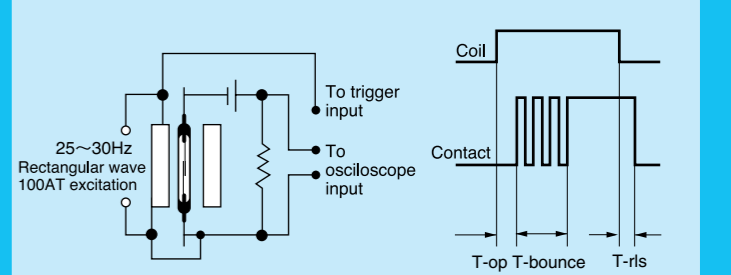 25～30Hz
Rectangular wave
100AT excitation
To trigger
input
To
osciloscope
input
Coil
Contact
T-op T-bounce T-rls